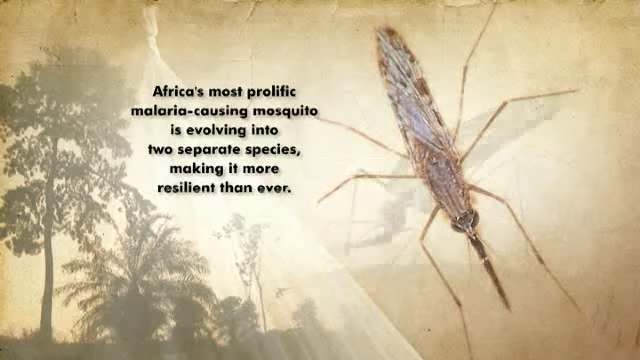 Africa's most prolific
malaria-causing mosquito
is evolving into
two separate species,
making it more
resilient than ever.